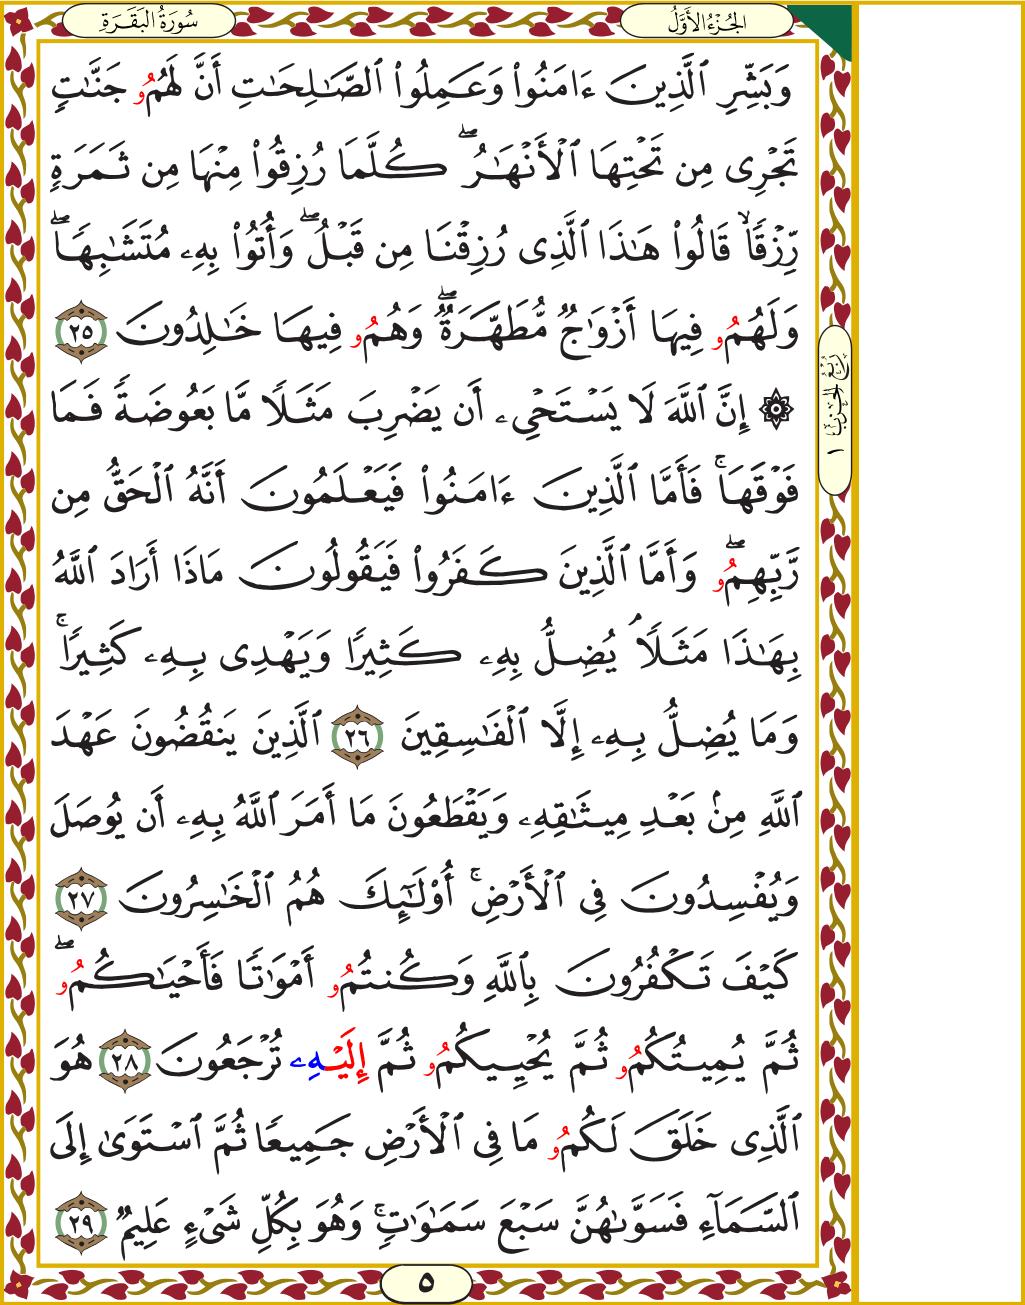 سُورَةُ البَقَرَةِ
الجُزْءُ الأَوَّلُ
وَبَشِّرِ ٱلَّذِينَ ءَامَنُواْ وَعَمِلُواْ ٱلصَّـٰلِحَـٰتِ أَنَّ لَهُمُۥ جَنَّـٰتٍ
تَجْرِى مِن تَحْتِهَا ٱلْأَنْهَـٰرُ ۖ كُلَّمَا رُزِقُواْ مِنْهَا مِن ثَمَرَةٍ
رِّزْقًا ۙ قَالُواْ هَـٰذَا ٱلَّذِى رُزِقْنَا مِن قَبْلُ ۖ وَأُتُواْ بِهِۦ مُتَشَـٰبِهًا ۖ
وَلَهُمُۥ فِيهَا أَزْوَٰجٌ مُّطَهَّرَةٌ ۖ وَهُمُۥ فِيهَا خَـٰلِدُونَ ٢٥
۞ إِنَّ ٱللَّهَ لَا يَسْتَحْىِۦ أَن يَضْرِبَ مَثَلًا مَّا بَعُوضَةً فَمَا
فَوْقَهَا ۚ فَأَمَّا ٱلَّذِينَ ءَامَنُواْ فَيَعْلَمُونَ أَنَّهُ ٱلْحَقُّ مِن
رَّبِّهِمُۥ ۖ وَأَمَّا ٱلَّذِينَ كَفَرُواْ فَيَقُولُونَ مَاذَا أَرَادَ ٱللَّهُ
بِهَـٰذَا مَثَلًا ۘ يُضِلُّ بِهِۦ كَثِيرًا وَيَهْدِى بِهِۦ كَثِيرًا ۚ
وَمَا يُضِلُّ بِهِۦ إِلَّا ٱلْفَـٰسِقِينَ ٢٦ ٱلَّذِينَ يَنقُضُونَ عَهْدَ
ٱللَّهِ مِنۢ بَعْدِ مِيثَـٰقِهِۦ وَيَقْطَعُونَ مَا أَمَرَ ٱللَّهُ بِهِۦ أَن يُوصَلَ
وَيُفْسِدُونَ فِى ٱلْأَرْضِ ۚ أُوْلَـٰٓئِكَ هُمُ ٱلْخَـٰسِرُونَ ٢٧
كَيْفَ تَكْفُرُونَ بِٱللَّهِ وَكُنتُمُۥ أَمْوَٰتًا فَأَحْيَـٰكُمُۥ ۖ
ثُمَّ يُمِيتُكُمُۥ ثُمَّ يُحْيِيكُمُۥ ثُمَّ إِلَيْهِۦ تُرْجَعُونَ ٢٨ هُوَ
ٱلَّذِى خَلَقَ لَكُمُۥ مَا فِى ٱلْأَرْضِ جَمِيعًا ثُمَّ ٱسْتَوَىٰ إِلَى
ٱلسَّمَآءِ فَسَوَّىٰهُنَّ سَبْعَ سَمَـٰوَٰتٍ ۚ وَهُوَ بِكُلِّ شَىْءٍ عَلِيمٌ ٢٩
رُبْعُ الحِزْبِ ١
٥